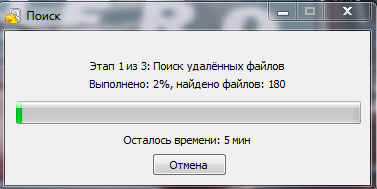 Поиск
Этап 1 из 3: Поиск удалённых файлов
Выполнено: 2%, найдено файлов: 180
Осталось времени: 5 мин
Отмена